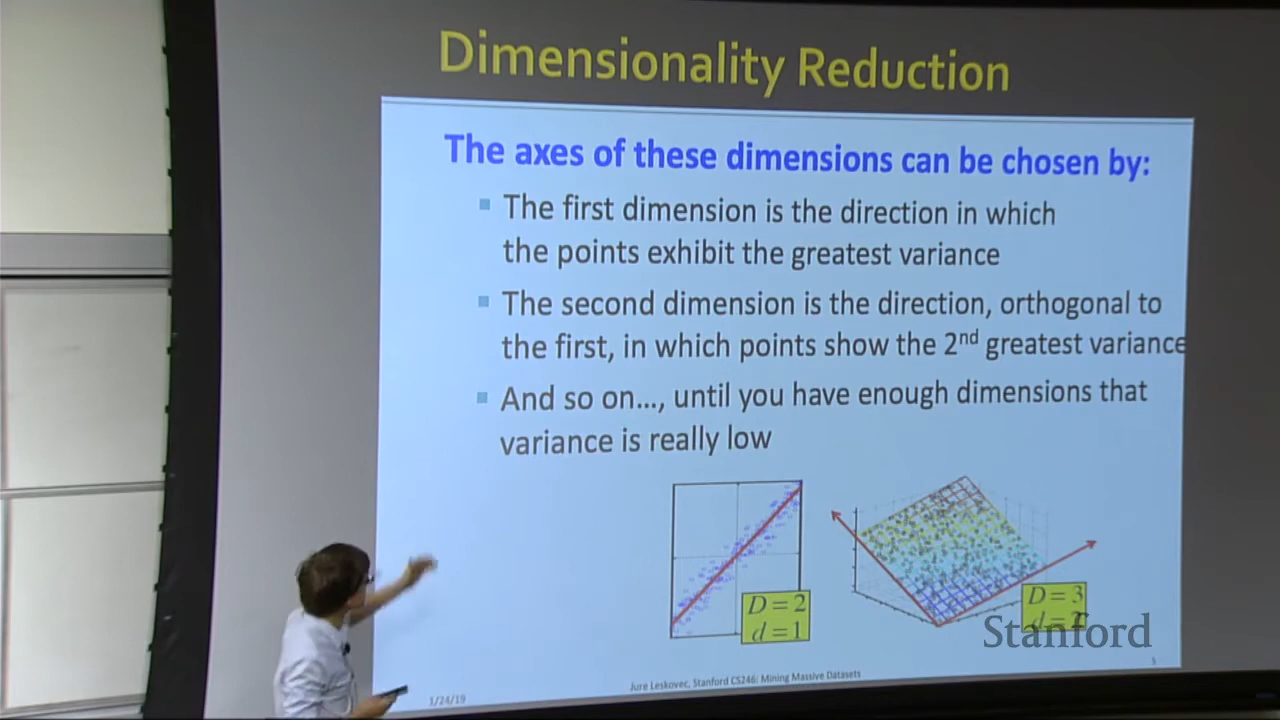 Dimensionality Reduction
The axes of these dimensions can be chosen by:
The first dimension is the direction in which
the points exhibit the greatest variance
The second dimension is the direction, orthogonal to
the first, in which points show the 2nd greatest variance
And so on…, until you have enough dimensions that
variance is really low
D = 2
d = 1
D = 3
d = 2
Stanford
1/24/19
Jure Leskovec, Stanford CS246: Mining Massive Datasets
5